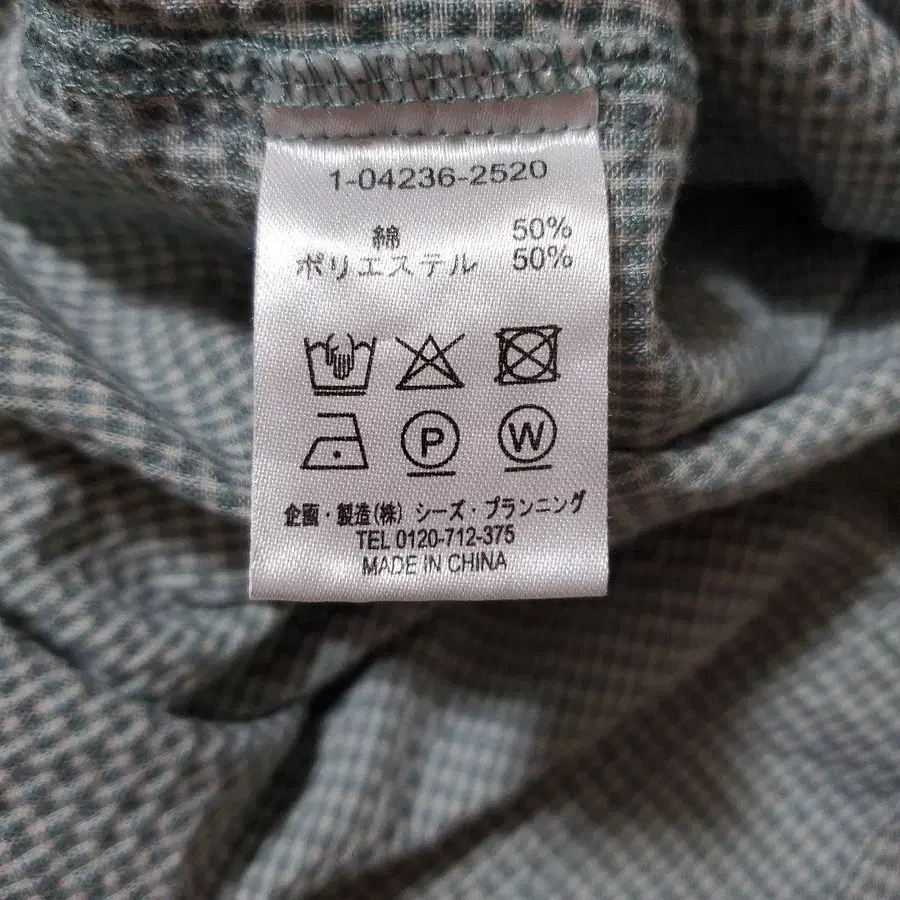 1-04236-2520
綿 50%
ポリエステル 50%
P W
企画・製造(株) シーズ・プランニング
TEL 0120-712-375
MADE IN CHINA